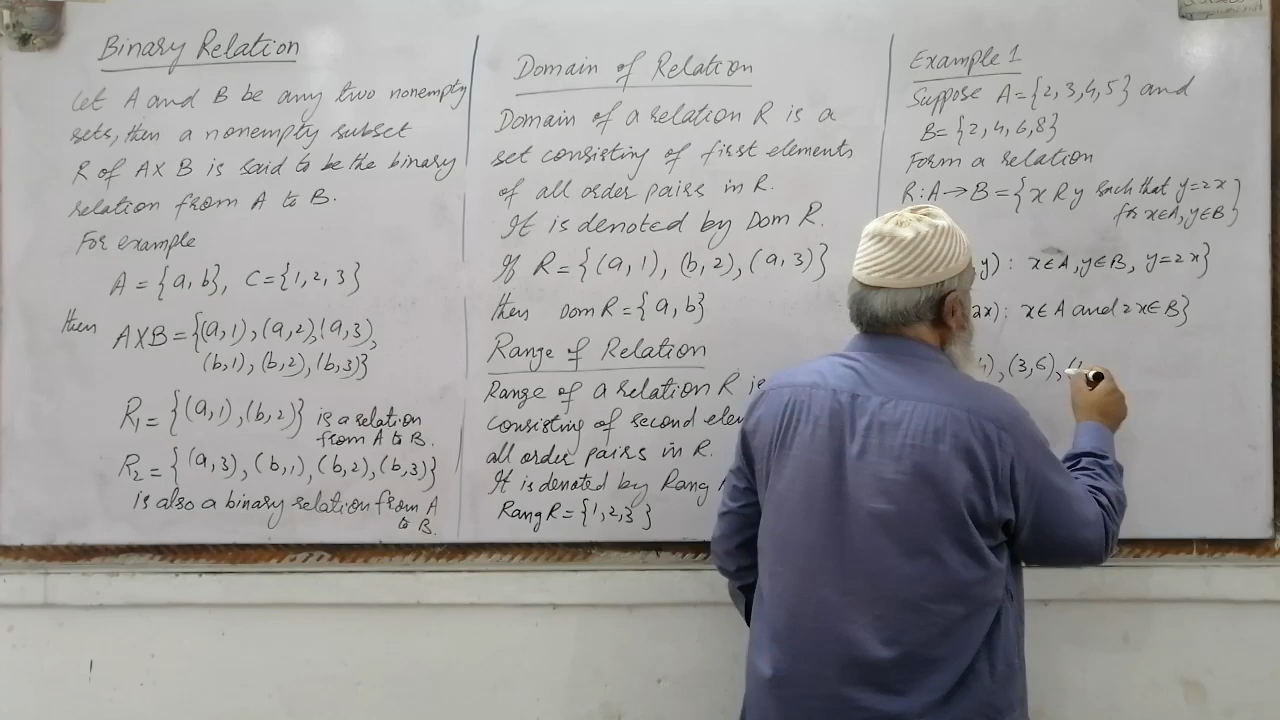 Binary Relation
Let A and B be any two nonempty
sets, then a nonempty subset
R of A X B is said to be the binary
relation from A to B.
For example
A = {a, b}, C = {1, 2, 3}
then A X B = {(a, 1), (a, 2), (a, 3),
(b, 1), (b, 2), (b, 3)}
R₁ = {(a, 1), (b, 2)} is a relation
from A to B.
R₂ = {(a, 3), (b, 1), (b, 2), (b, 3)}
is also a binary relation from A
to B.
Domain of Relation
Domain of a relation R is a
set consisting of first elements
of all order pairs in R.
It is denoted by Dom R.
If R = {(a, 1), (b, 2), (a, 3)}
then Dom R = {a, b}
Range of Relation
Range of a relation R is
consisting of second elem
all order pairs in R.
It is denoted by Rang
Rang R = {1, 2, 3}
Example 1
Suppose A = {2, 3, 4, 5} and
B = {2, 4, 6, 8}
Form a relation
R : A → B = {x R y such that y = 2x
for x ∈ A, y ∈ B}
y) : x ∈ A, y ∈ B, y = 2x}
2x) : x ∈ A and 2x ∈ B}
4), (3, 6), (